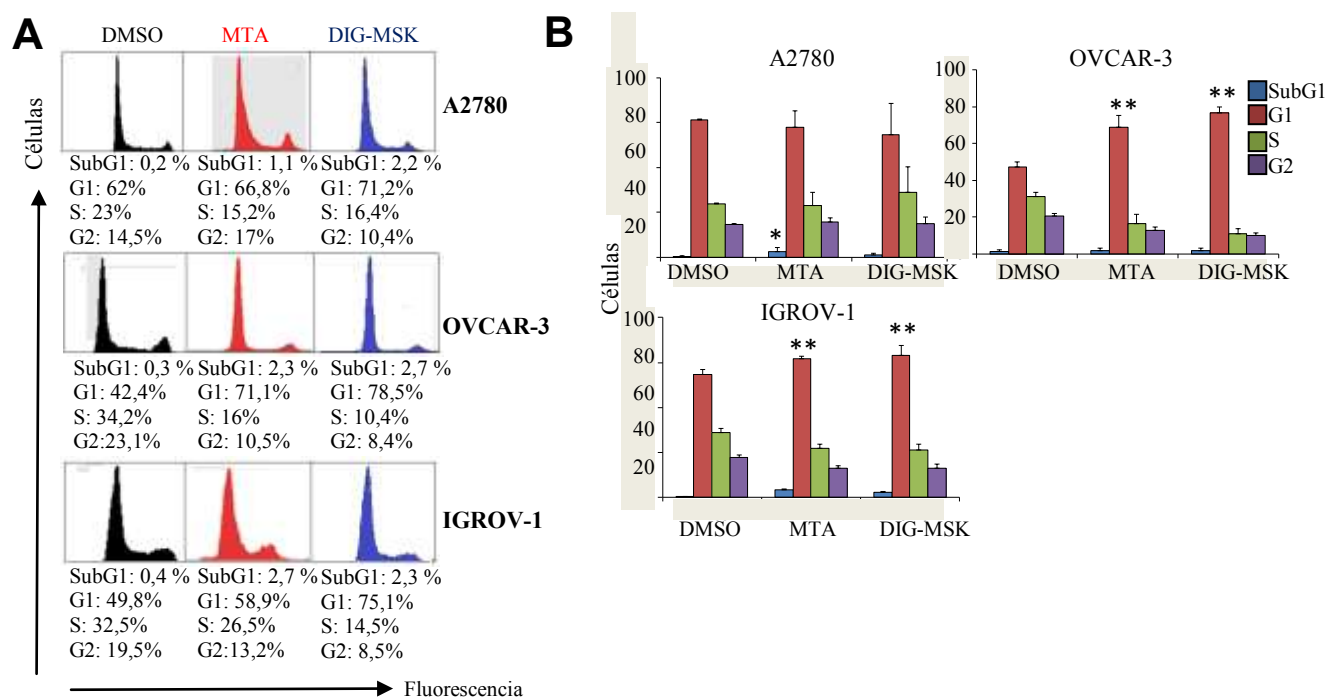 A
DMSO MTA DIG-MSK
Células
A2780
SubG1: 0,2 % SubG1: 1,1 % SubG1: 2,2 %
G1: 62% G1: 66,8% G1: 71,2%
S: 23% S: 15,2% S: 16,4%
G2: 14,5% G2: 17% G2: 10,4%
OVCAR-3
SubG1: 0,3 % SubG1: 2,3 % SubG1: 2,7 %
G1: 42,4% G1: 71,1% G1: 78,5%
S: 34,2% S: 16% S: 10,4%
G2:23,1% G2: 10,5% G2: 8,4%
IGROV-1
SubG1: 0,4 % SubG1: 2,7 % SubG1: 2,3 %
G1: 49,8% G1: 58,9% G1: 75,1%
S: 32,5% S: 26,5% S: 14,5%
G2: 19,5% G2:13,2% G2: 8,5%
Fluorescencia
B
Células
A2780
100
80
60
40
20
*
DMSO MTA DIG-MSK
OVCAR-3
100
80
60
40
20
** **
DMSO MTA DIG-MSK
SubG1
G1
S
G2
IGROV-1
100
80
60
40
20
** **
DMSO MTA DIG-MSK